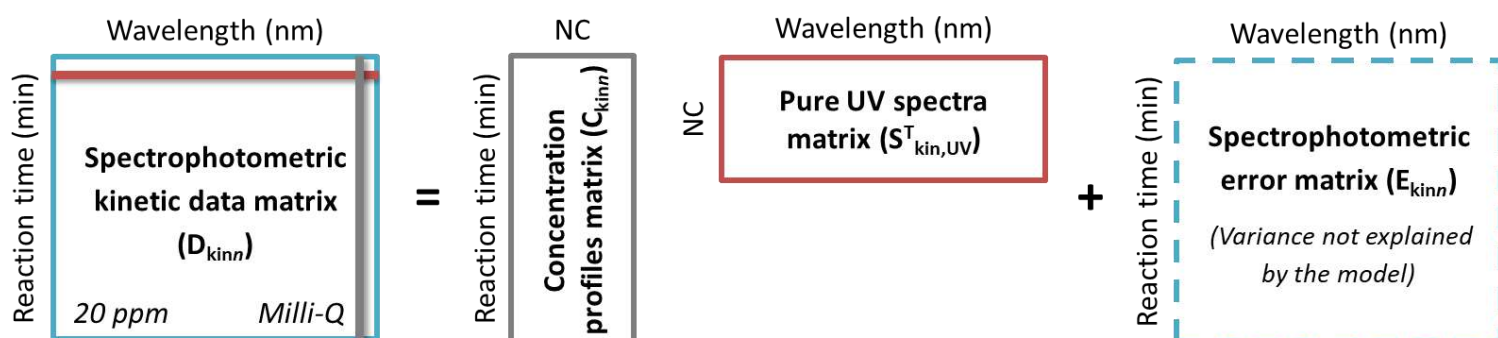 Wavelength (nm)
Reaction time (min)
Spectrophotometric
kinetic data matrix
(Dkinn)
20 ppm Milli-Q
=
NC
Reaction time (min)
Concentration
profiles matrix (Ckinn)
Wavelength (nm)
NC
Pure UV spectra
matrix (STkin,UV)
+
Wavelength (nm)
Reaction time (min)
Spectrophotometric
error matrix (Ekinn)
(Variance not explained
by the model)